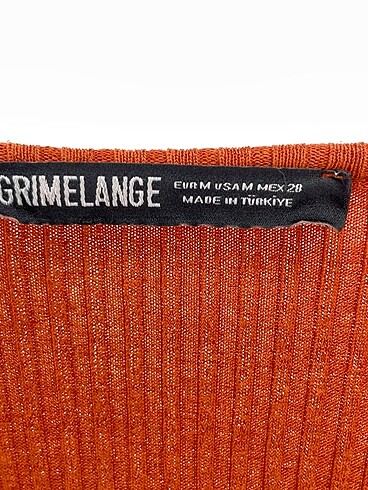 GRIMELANGE
EUR M USA M MEX 28
MADE IN TÜRKİYE